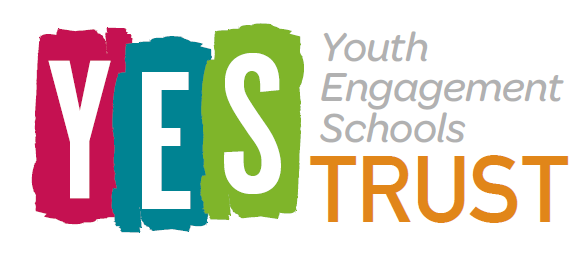 YES
Youth
Engagement
Schools
TRUST